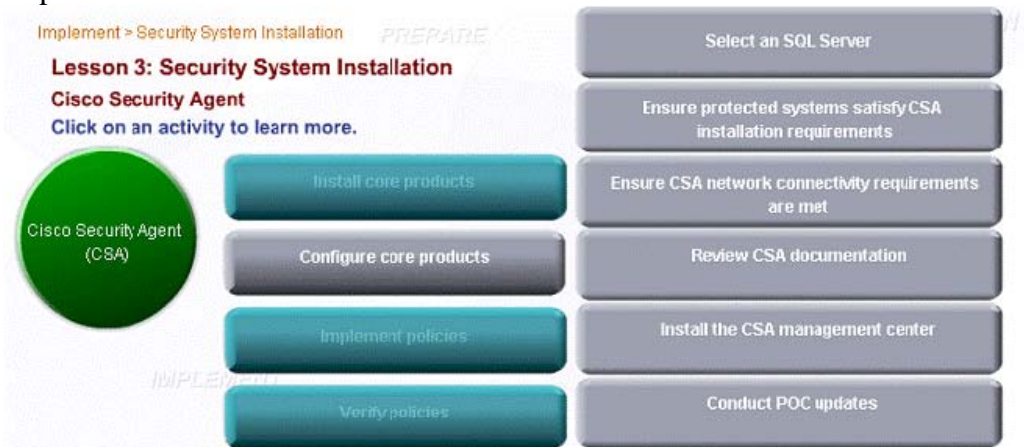 Implement > Security System Installation
PREPARE
Lesson 3: Security System Installation
Cisco Security Agent
Click on an activity to learn more.
Cisco Security Agent
(CSA)
Install core products
Configure core products
Implement policies
Verify policies
IMPLEMENT
Select an SQL Server
Ensure protected systems satisfy CSA
installation requirements
Ensure CSA network connectivity requirements
are met
Review CSA documentation
Install the CSA management center
Conduct POC updates